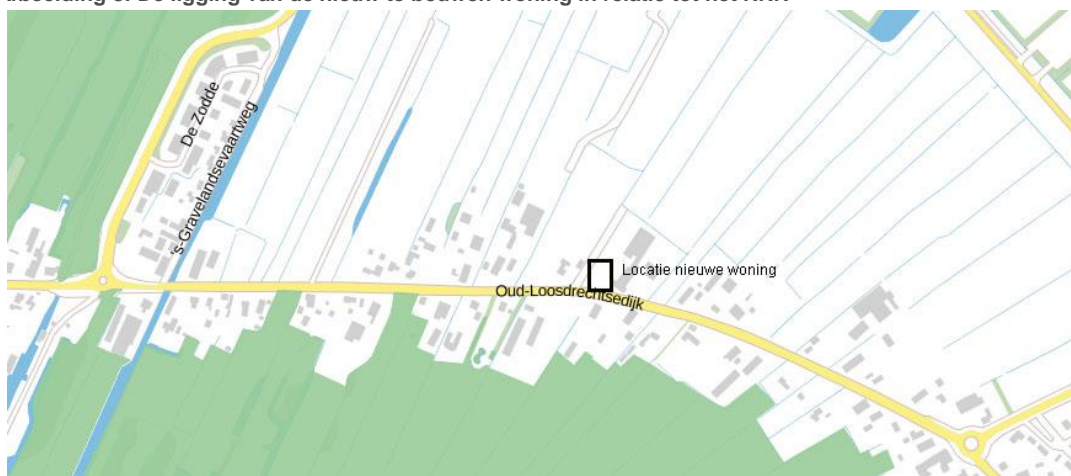 De Zodde
's-Gravelandsevaartweg
Locatie nieuwe woning
Oud-Loosdrechtsedijk